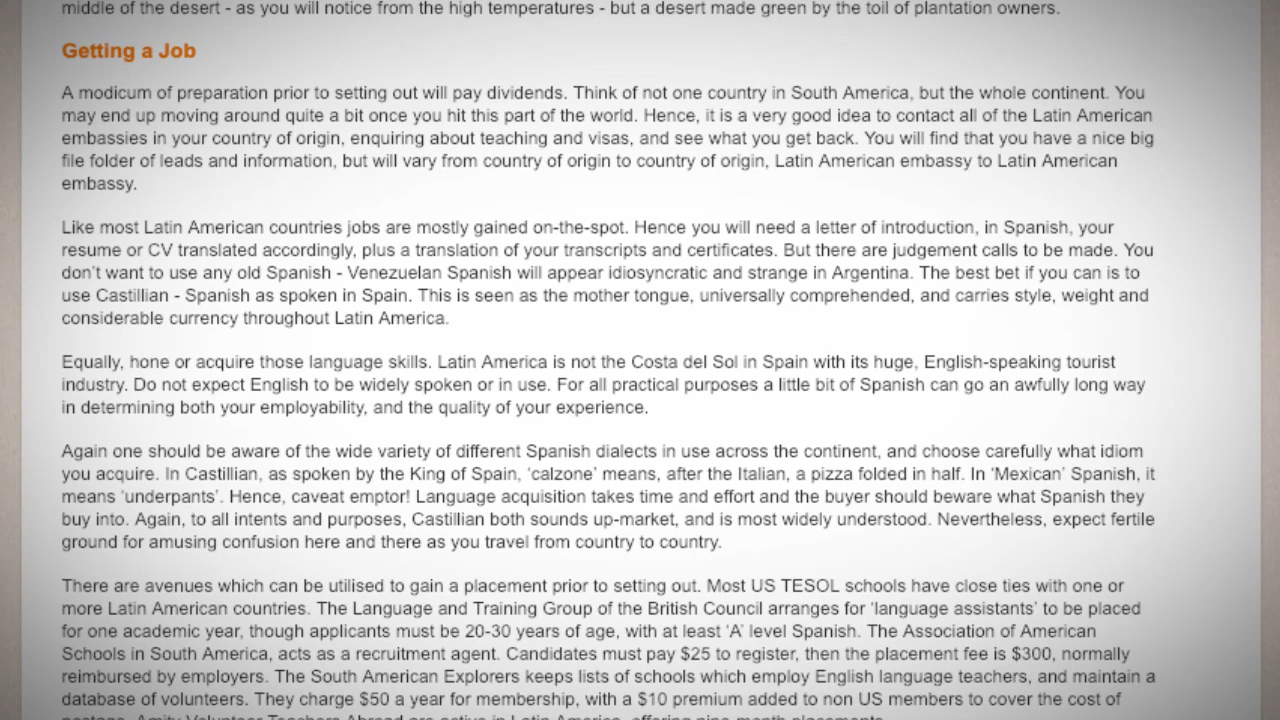 middle of the desert - as you will notice from the high temperatures - but a desert made green by the toil of plantation owners.
Getting a Job
A modicum of preparation prior to setting out will pay dividends. Think of not one country in South America, but the whole continent. You
may end up moving around quite a bit once you hit this part of the world. Hence, it is a very good idea to contact all of the Latin American
embassies in your country of origin, enquiring about teaching and visas, and see what you get back. You will find that you have a nice big
file folder of leads and information, but will vary from country of origin to country of origin, Latin American embassy to Latin American
embassy.
Like most Latin American countries jobs are mostly gained on-the-spot. Hence you will need a letter of introduction, in Spanish, your
resume or CV translated accordingly, plus a translation of your transcripts and certificates. But there are judgement calls to be made. You
don't want to use any old Spanish - Venezuelan Spanish will appear idiosyncratic and strange in Argentina. The best bet if you can is to
use Castillian - Spanish as spoken in Spain. This is seen as the mother tongue, universally comprehended, and carries style, weight and
considerable currency throughout Latin America.
Equally, hone or acquire those language skills. Latin America is not the Costa del Sol in Spain with its huge, English-speaking tourist
industry. Do not expect English to be widely spoken or in use. For all practical purposes a little bit of Spanish can go an awfully long way
in determining both your employability, and the quality of your experience.
Again one should be aware of the wide variety of different Spanish dialects in use across the continent, and choose carefully what idiom
you acquire. In Castillian, as spoken by the King of Spain, 'calzone' means, after the Italian, a pizza folded in half. In 'Mexican' Spanish, it
means 'underpants'. Hence, caveat emptor! Language acquisition takes time and effort and the buyer should beware what Spanish they
buy into. Again, to all intents and purposes, Castillian both sounds up-market, and is most widely understood. Nevertheless, expect fertile
ground for amusing confusion here and there as you travel from country to country.
There are avenues which can be utilised to gain a placement prior to setting out. Most US TESOL schools have close ties with one or
more Latin American countries. The Language and Training Group of the British Council arranges for 'language assistants' to be placed
for one academic year, though applicants must be 20-30 years of age, with at least 'A' level Spanish. The Association of American
Schools in South America, acts as a recruitment agent. Candidates must pay $25 to register, then the placement fee is $300, normally
reimbursed by employers. The South American Explorers keeps lists of schools which employ English language teachers, and maintain a
database of volunteers. They charge $50 a year for membership, with a $10 premium added to non US members to cover the cost of
postage. Amity Volunteer Teachers Abroad are active in Latin America, offering nine-month placements.